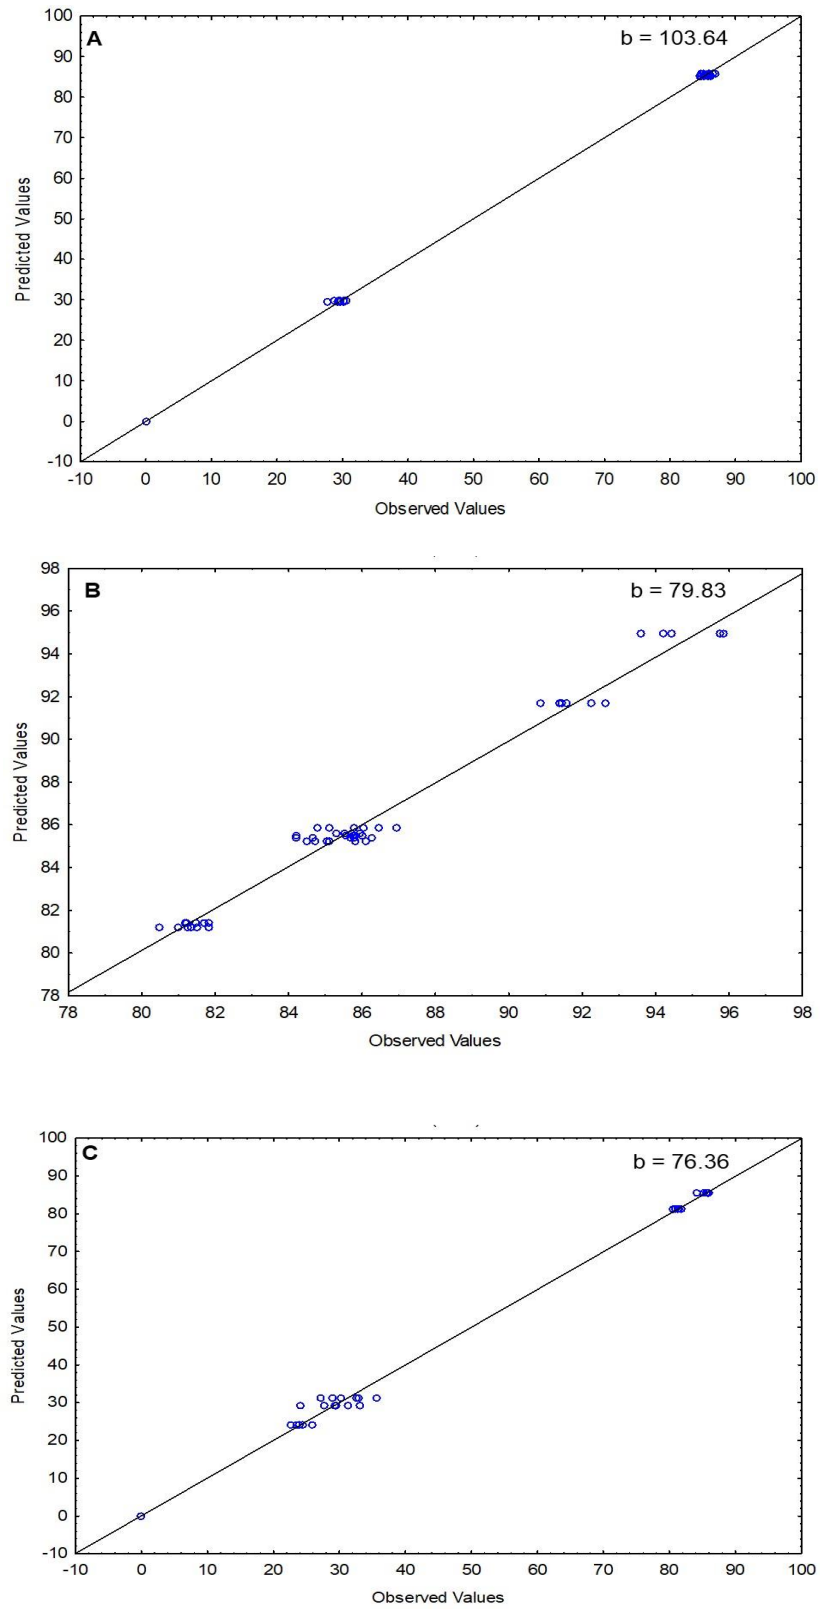 100
A
b = 103.64
90
80
70
60
50
40
30
20
10
0
-10
Predicted Values
-10 0 10 20 30 40 50 60 70 80 90 100
Observed Values
98
B
b = 79.83
96
94
92
90
88
86
84
82
80
78
Predicted Values
78 80 82 84 86 88 90 92 94 96 98
Observed Values
100
C
b = 76.36
90
80
70
60
50
40
30
20
10
0
-10
Predicted Values
-10 0 10 20 30 40 50 60 70 80 90 100
Observed Values